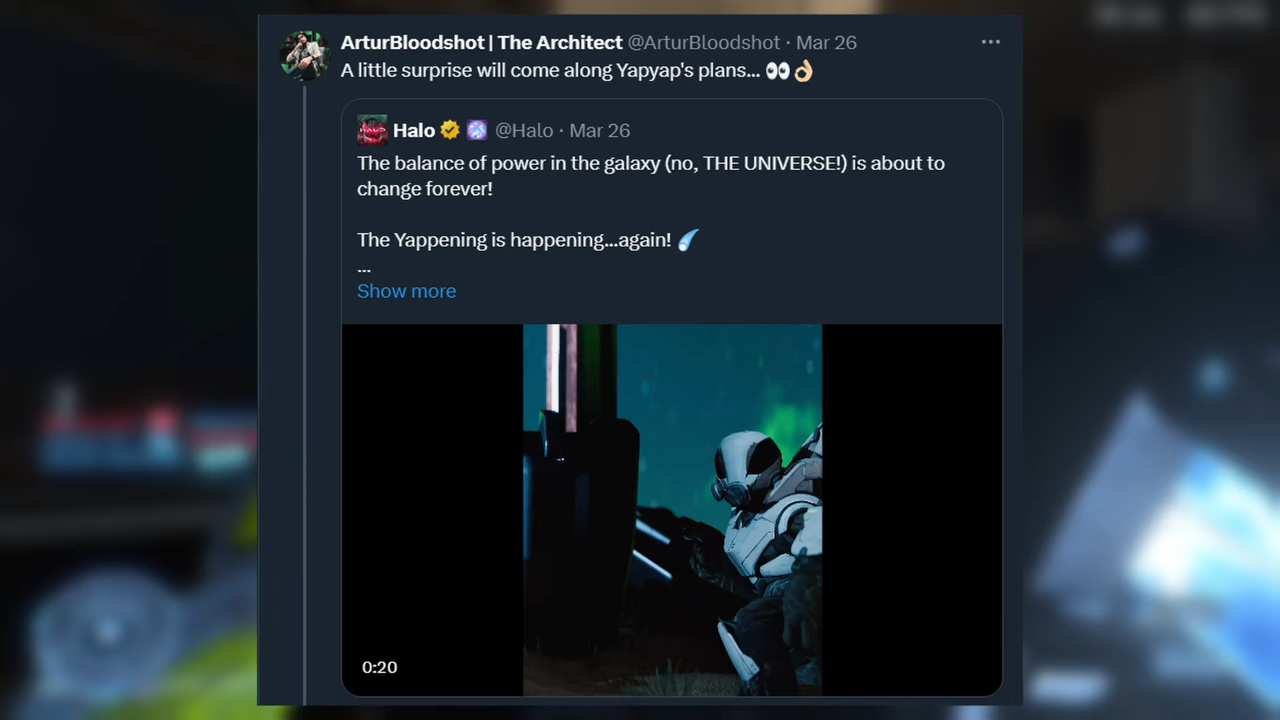 ArturBloodshot | The Architect @ArturBloodshot · Mar 26
A little surprise will come along Yapyap's plans... 👀👌🏼
Halo @Halo · Mar 26
The balance of power in the galaxy (no, THE UNIVERSE!) is about to
change forever!
The Yappening is happening...again! ☄️
...
Show more
0:20